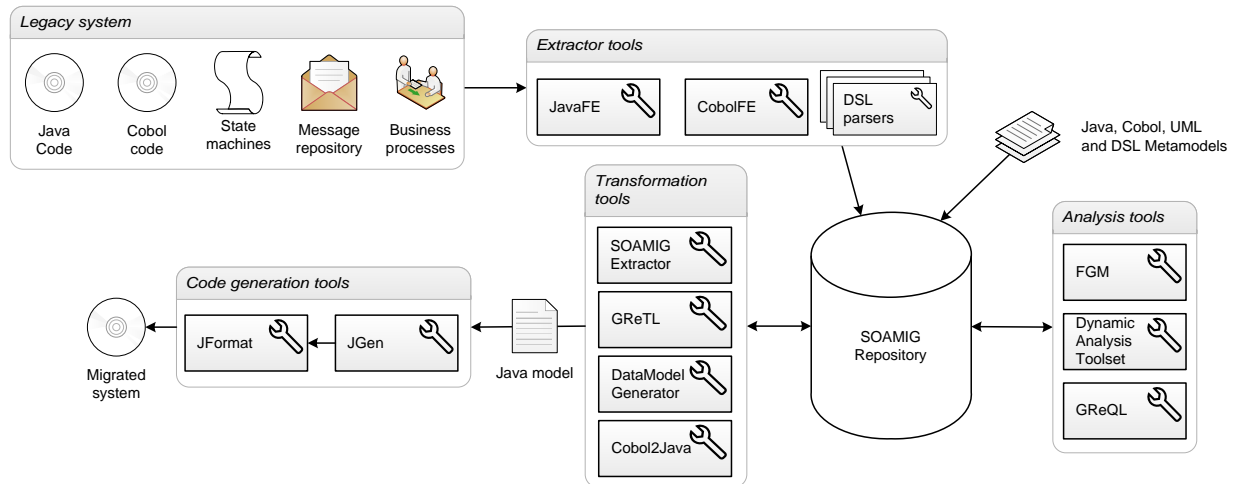 Legacy system
Java
Code
Cobol
code
State
machines
Message
repository
Business
processes
Extractor tools
JavaFE
CobolFE
DSL
parsers
Java, Cobol, UML
and DSL Metamodels
Transformation
tools
SOAMIG
Extractor
GReTL
DataModel
Generator
Cobol2Java
SOAMIG
Repository
Analysis tools
FGM
Dynamic
Analysis
Toolset
GReQL
Code generation tools
JFormat
JGen
Java model
Migrated
system